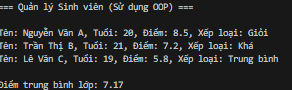 === Quản lý Sinh viên (Sử dụng OOP) ===
Tên: Nguyễn Văn A, Tuổi: 20, Điểm: 8.5, Xếp loại: Giỏi
Tên: Trần Thị B, Tuổi: 21, Điểm: 7.2, Xếp loại: Khá
Tên: Lê Văn C, Tuổi: 19, Điểm: 5.8, Xếp loại: Trung bình
Điểm trung bình lớp: 7.17